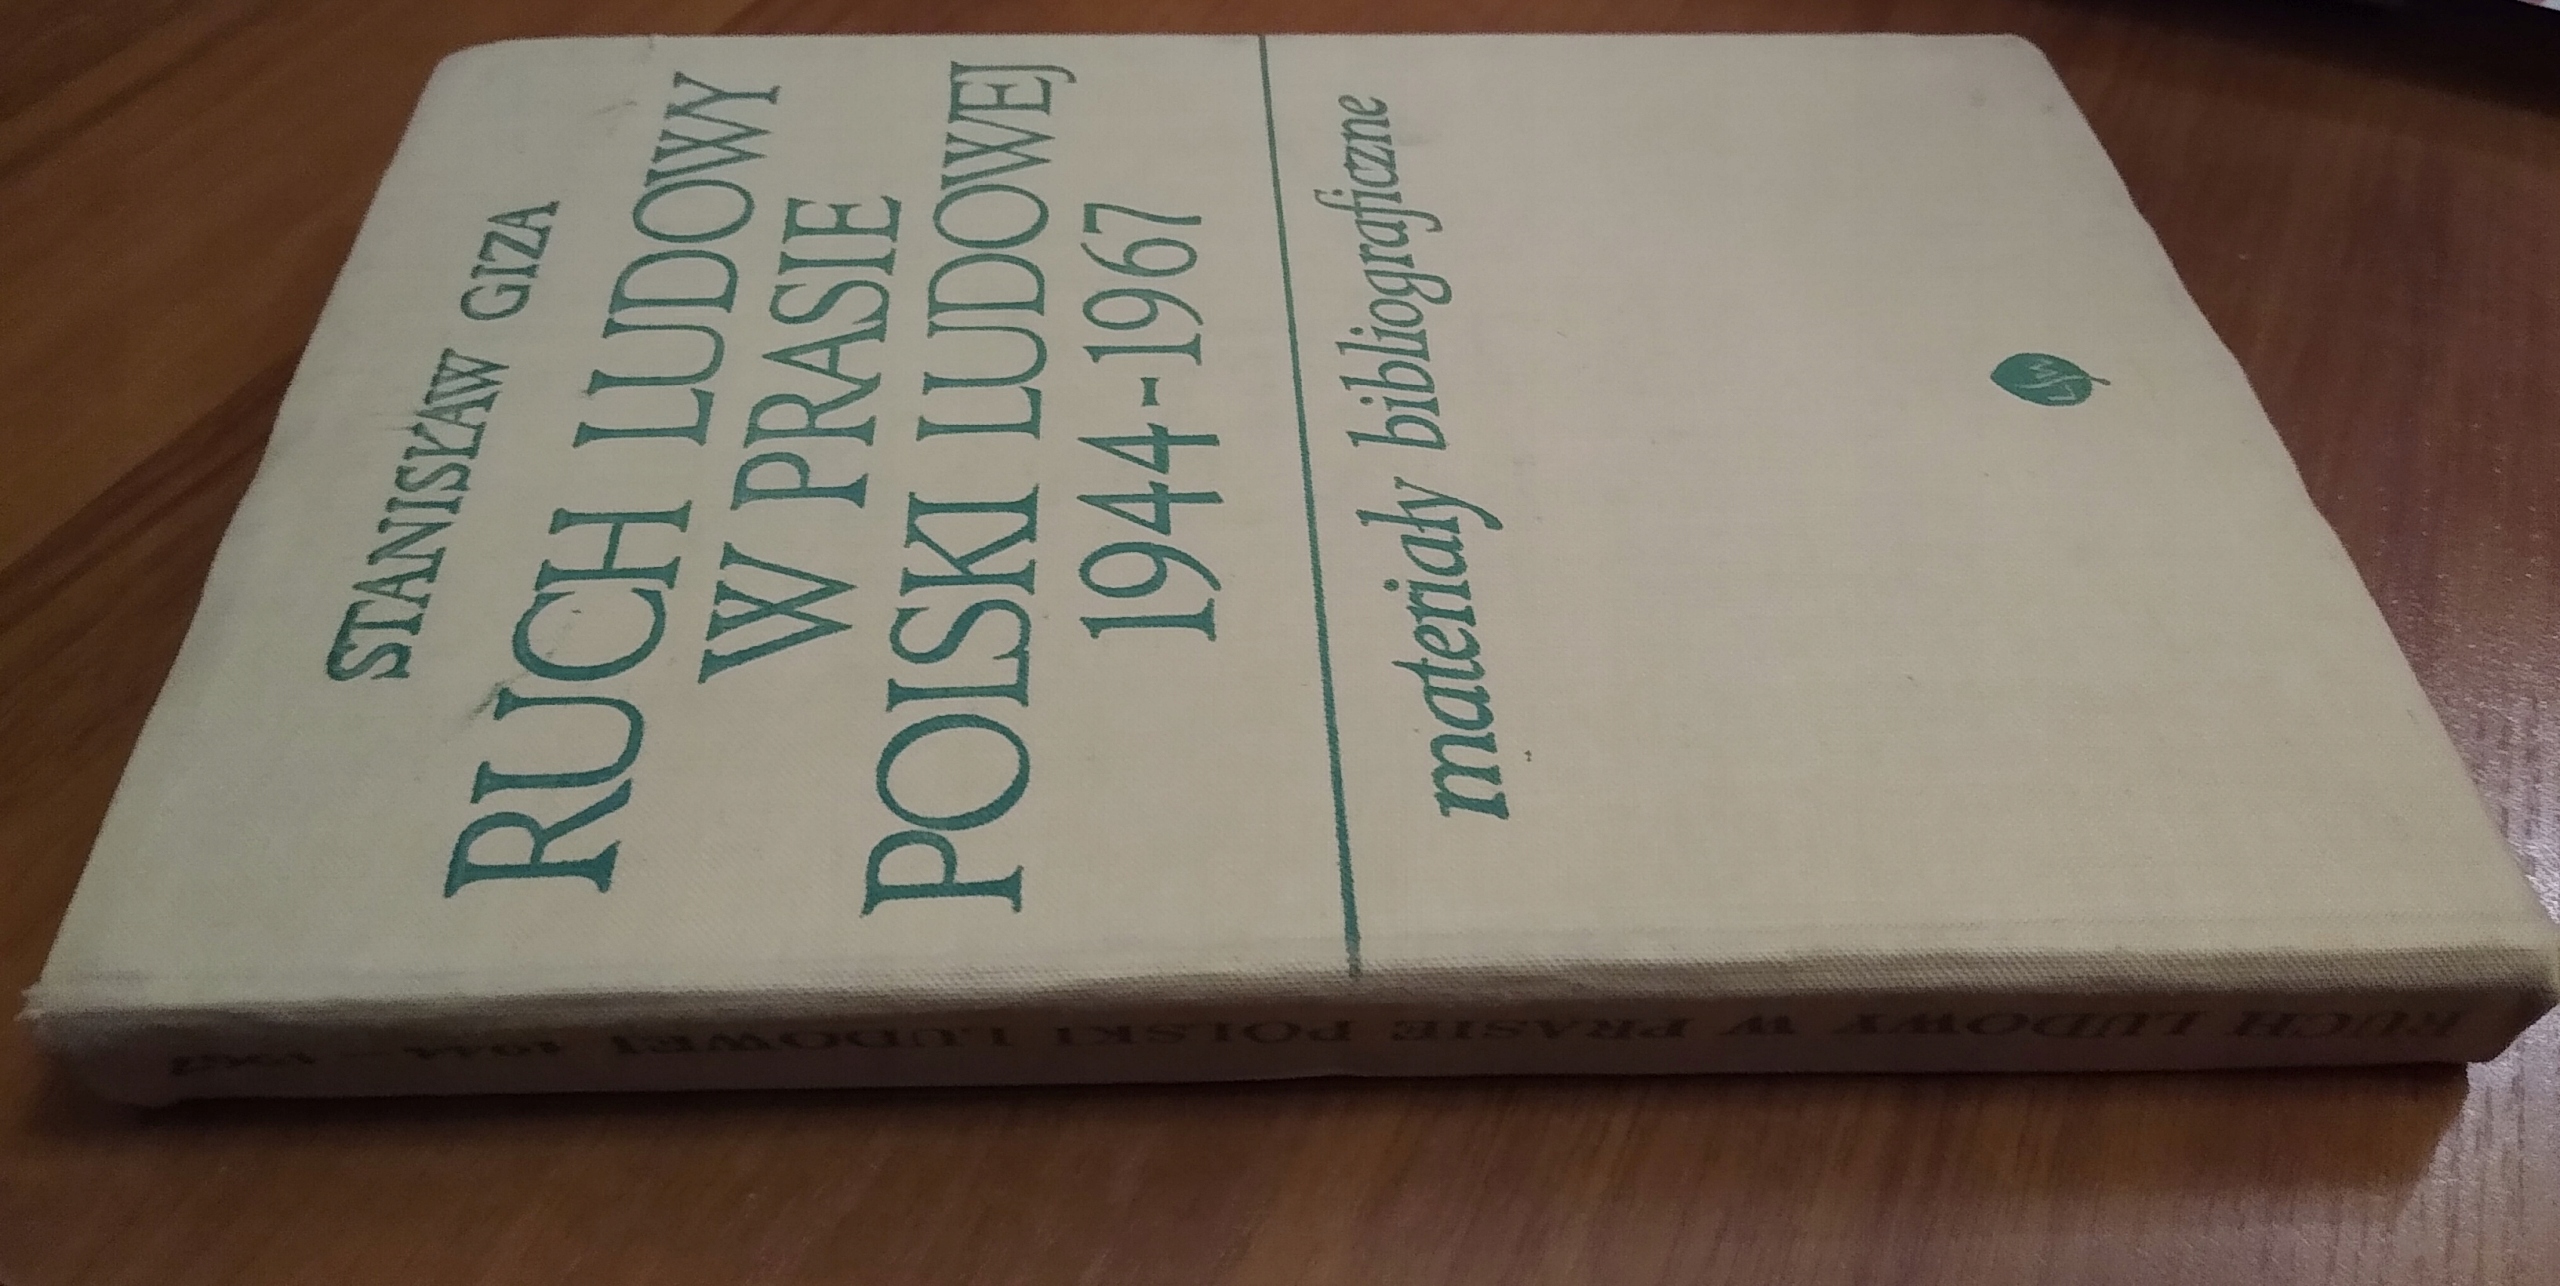 STANISŁAW GIZA
RUCH LUDOWY
W PRASIE
POLSKI LUDOWEJ
1944-1967
materiały bibliograficzne
RUCH LUDOWY W PRASIE POLSKI LUDOWEJ 1944-1967